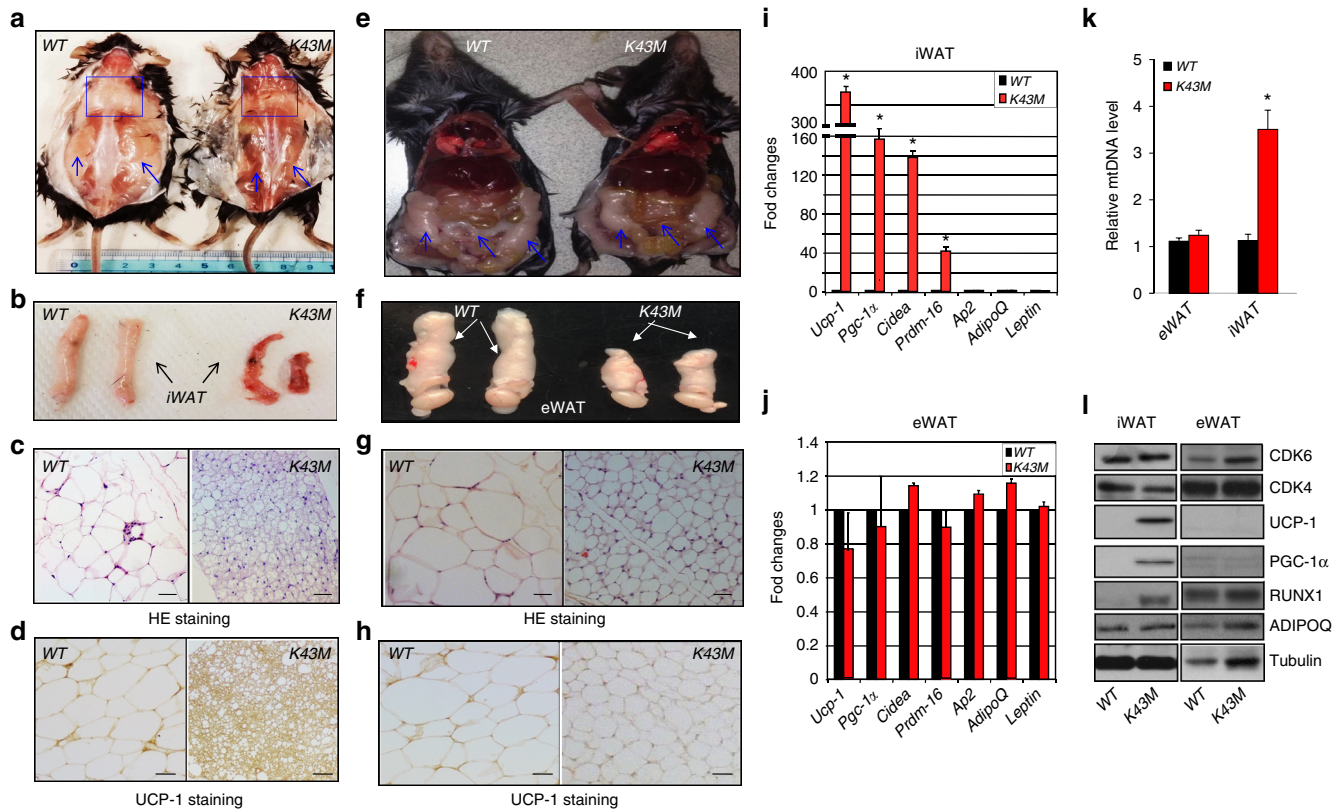 a
WT
K43M
0 1 2 3 4 5 6 7 8 9
b
WT
K43M
iWAT
c
WT
K43M
HE staining
d
WT
K43M
UCP-1 staining
e
WT
K43M
f
WT
K43M
eWAT
g
WT
K43M
HE staining
h
WT
K43M
UCP-1 staining
i
iWAT
WT
K43M
Fod changes
400
300
160
120
80
40
0
* * * *
Ucp-1 Pgc-1α Cidea Prdm-16 Ap2 AdipoQ Leptin
j
eWAT
WT
K43M
Fod changes
1.4
1.2
1
0.8
0.6
0.4
0.2
0
Ucp-1 Pgc-1α Cidea Prdm-16 Ap2 AdipoQ Leptin
k
WT
K43M
Relative mtDNA level
5
4
3
2
1
0
*
eWAT iWAT
l
iWAT eWAT
CDK6
CDK4
UCP-1
PGC-1α
RUNX1
ADIPOQ
Tubulin
WT K43M WT K43M